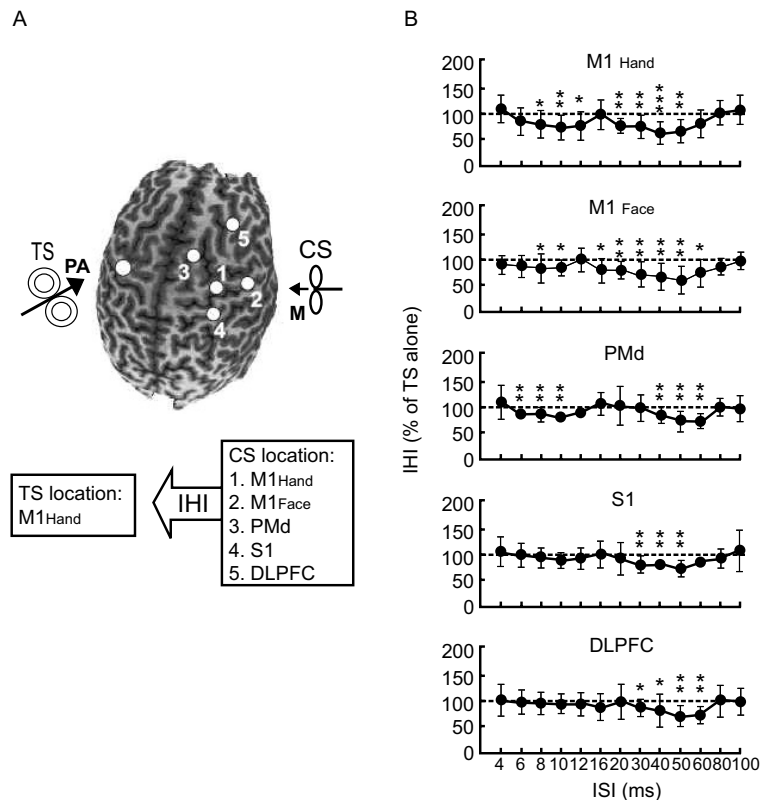 A
TS
PA
5
3
1
2
4
CS
M
TS location:
M1Hand
IHI
CS location:
1. M1Hand
2. M1Face
3. PMd
4. S1
5. DLPFC
B
IHI (% of TS alone)
M1 Hand
200
150
100
50
0
* ** * ** ** *** **
M1 Face
200
150
100
50
0
* * * ** ** ** ** *
PMd
200
150
100
50
0
** ** ** ** ** **
S1
200
150
100
50
0
** ** **
DLPFC
200
150
100
50
0
* * ** **
4 6 8 10 12 16 20 30 40 50 60 80 100
ISI (ms)